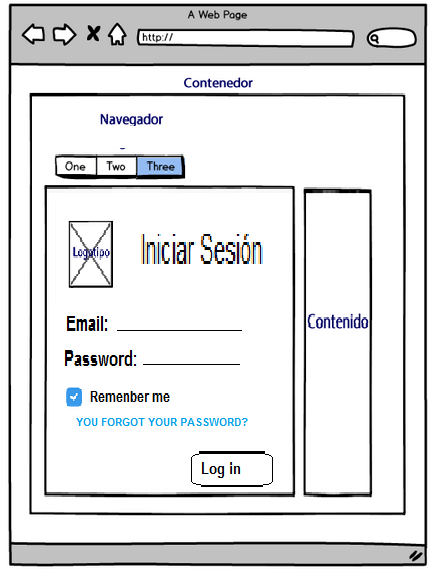 A Web Page
http://
Contenedor
Navegador
One Two Three
Logotipo
Iniciar Sesión
Email:
Password:
Remenber me
YOU FORGOT YOUR PASSWORD?
Log in
Contenido